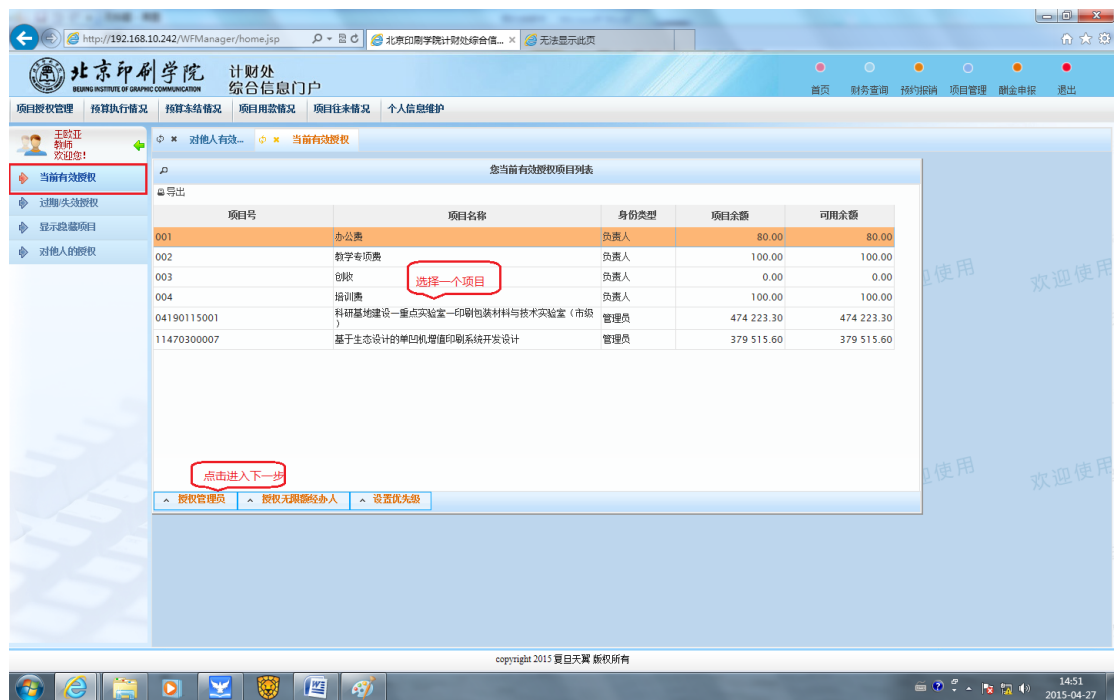 http://192.168.10.242/WFManager/home.jsp
北京印刷学院计财处综合信...
无法显示此页
北京印刷学院
BEIJING INSTITUTE OF GRAPHIC COMMUNICATION
计财处
综合信息门户
首页 财务查询 预约报销 项目管理 酬金申报 退出
项目授权管理 预算执行情况 预算冻结情况 项目用款情况 项目往来情况 个人信息维护
王欧亚
教师
欢迎您!
对他人有效... 当前有效授权
当前有效授权
过期/失效授权
显示隐藏项目
对他人的授权
您当前有效授权项目列表
导出
项目号 项目名称 身份类型 项目余额 可用余额
001 办公费 负责人 80.00 80.00
002 教学专项费 负责人 100.00 100.00
003 创收 负责人 0.00 0.00
选择一个项目
004 培训费 负责人 100.00 100.00
04190115001 科研基地建设—重点实验室—印刷包装材料与技术实验室（市级
） 管理员 474 223.30 474 223.30
11470300007 基于生态设计的单凹机增值印刷系统开发设计 管理员 379 515.60 379 515.60
使用 欢迎使用
点击进入下一步
使用 欢迎使用
授权管理员 授权无限额经办人 设置优先级
copyright 2015 夏旦天翼 版权所有
14:51
2015-04-27